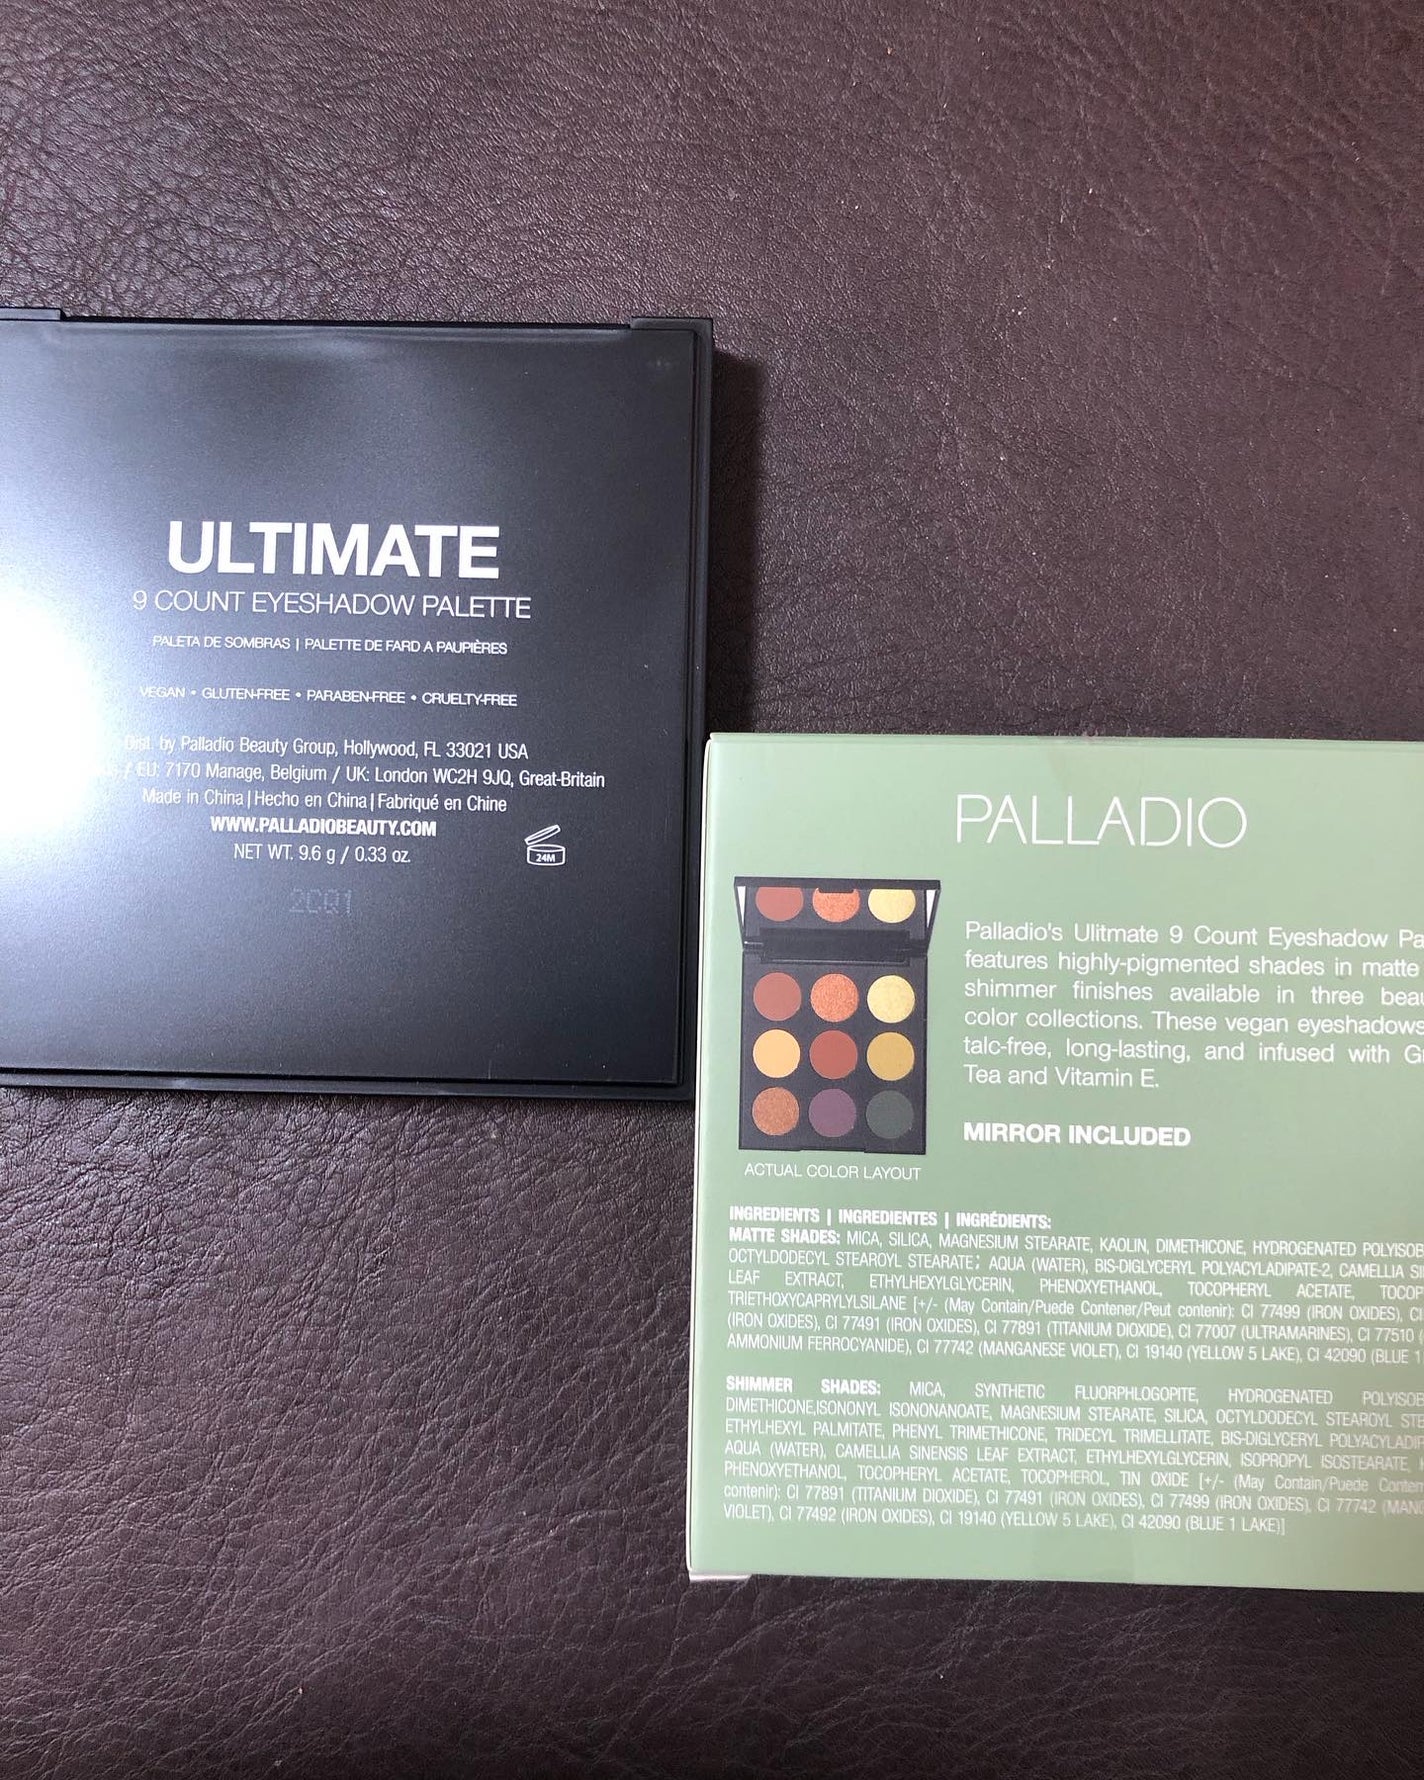 ULTIMATE
9 COUNT EYESHADOW PALETTE
PALETA DE SOMBRAS | PALETTE DE FARD A PAUPIÈRES
VEGAN • GLUTEN-FREE • PARABEN-FREE • CRUELTY-FREE
Dist. by Palladio Beauty Group, Hollywood, FL 33021 USA
/ EU: 7170 Manage, Belgium / UK: London WC2H 9JQ, Great-Britain
Made in China | Hecho en China | Fabriqué en Chine
WWW.PALLADIOBEAUTY.COM
NET WT. 9.6 g / 0.33 oz.
24M
2CQ1
PALLADIO
Palladio's Ulitmate 9 Count Eyeshadow Pa
features highly-pigmented shades in matte
shimmer finishes available in three beau
color collections. These vegan eyeshadows
talc-free, long-lasting, and infused with G
Tea and Vitamin E.
MIRROR INCLUDED
ACTUAL COLOR LAYOUT
INGREDIENTS | INGREDIENTES | INGRÉDIENTS:
MATTE SHADES: MICA, SILICA, MAGNESIUM STEARATE, KAOLIN, DIMETHICONE, HYDROGENATED POLYISOB
OCTYLDODECYL STEAROYL STEARATE; AQUA (WATER), BIS-DIGLYCERYL POLYACYLADIPATE-2, CAMELLIA SI
LEAF EXTRACT, ETHYLHEXYLGLYCERIN, PHENOXYETHANOL, TOCOPHERYL ACETATE, TOCOP
TRIETHOXYCAPRYLYLSILANE [+/- (May Contain/Puede Contener/Peut contenir): CI 77499 (IRON OXIDES), CI
(IRON OXIDES), CI 77491 (IRON OXIDES), CI 77891 (TITANIUM DIOXIDE), CI 77007 (ULTRAMARINES), CI 77510
AMMONIUM FERROCYANIDE), CI 77742 (MANGANESE VIOLET), CI 19140 (YELLOW 5 LAKE), CI 42090 (BLUE 1
SHIMMER SHADES: MICA, SYNTHETIC FLUORPHLOGOPITE, HYDROGENATED POLYISOB
DIMETHICONE,ISONONYL ISONONANOATE, MAGNESIUM STEARATE, SILICA, OCTYLDODECYL STEAROYL STE
ETHYLHEXYL PALMITATE, PHENYL TRIMETHICONE, TRIDECYL TRIMELLITATE, BIS-DIGLYCERYL POLYACYLADIP
AQUA (WATER), CAMELLIA SINENSIS LEAF EXTRACT, ETHYLHEXYLGLYCERIN, ISOPROPYL ISOSTEARATE,
PHENOXYETHANOL, TOCOPHERYL ACETATE, TOCOPHEROL, TIN OXIDE [+/- (May Contain/Puede Conten
contenir): CI 77891 (TITANIUM DIOXIDE), CI 77491 (IRON OXIDES), CI 77499 (IRON OXIDES), CI 77742 (MAN
VIOLET), CI 77492 (IRON OXIDES), CI 19140 (YELLOW 5 LAKE), CI 42090 (BLUE 1 LAKE)]